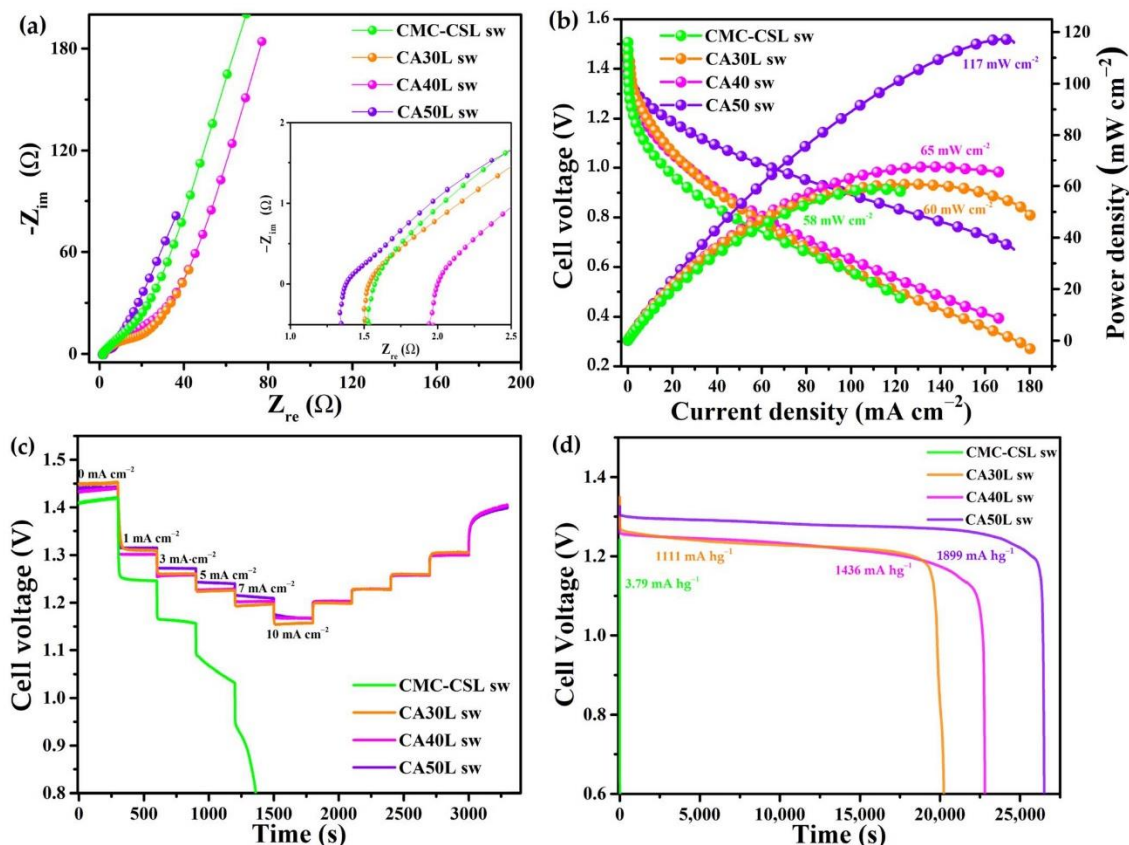 (a)
CMC-CSL sw
CA30L sw
CA40L sw
CA50L sw
-Z_im (Ω)
180
120
60
0
0 40 80 120 160 200
Z_re (Ω)
-Z_im (Ω)
2
1
0
1.0 1.5 2.0 2.5
Z_re (Ω)
(b)
CMC-CSL sw
CA30L sw
CA40 sw
CA50 sw
117 mW cm⁻²
65 mW cm⁻²
60 mW cm⁻²
58 mW cm⁻²
Cell voltage (V)
1.6
1.4
1.2
1.0
0.8
0.6
0.4
0.2
0 20 40 60 80 100 120 140 160 180
Current density (mA cm⁻²)
120
100
80
60
40
20
0
Power density (mW cm⁻²)
(c)
0 mA cm⁻²
1 mA cm⁻²
3 mA·cm⁻²
5 mA cm⁻²
7 mA cm⁻²
10 mA cm⁻²
CMC-CSL sw
CA30L sw
CA40L sw
CA50L sw
Cell voltage (V)
1.5
1.4
1.3
1.2
1.1
1.0
0.9
0.8
0 500 1000 1500 2000 2500 3000
Time (s)
(d)
CMC-CSL sw
CA30L sw
CA40L sw
CA50L sw
1111 mA hg⁻¹
1899 mA hg⁻¹
1436 mA hg⁻¹
3.79 mA hg⁻¹
Cell Voltage (V)
1.4
1.2
1.0
0.8
0.6
0 5,000 10,000 15,000 20,000 25,000
Time (s)